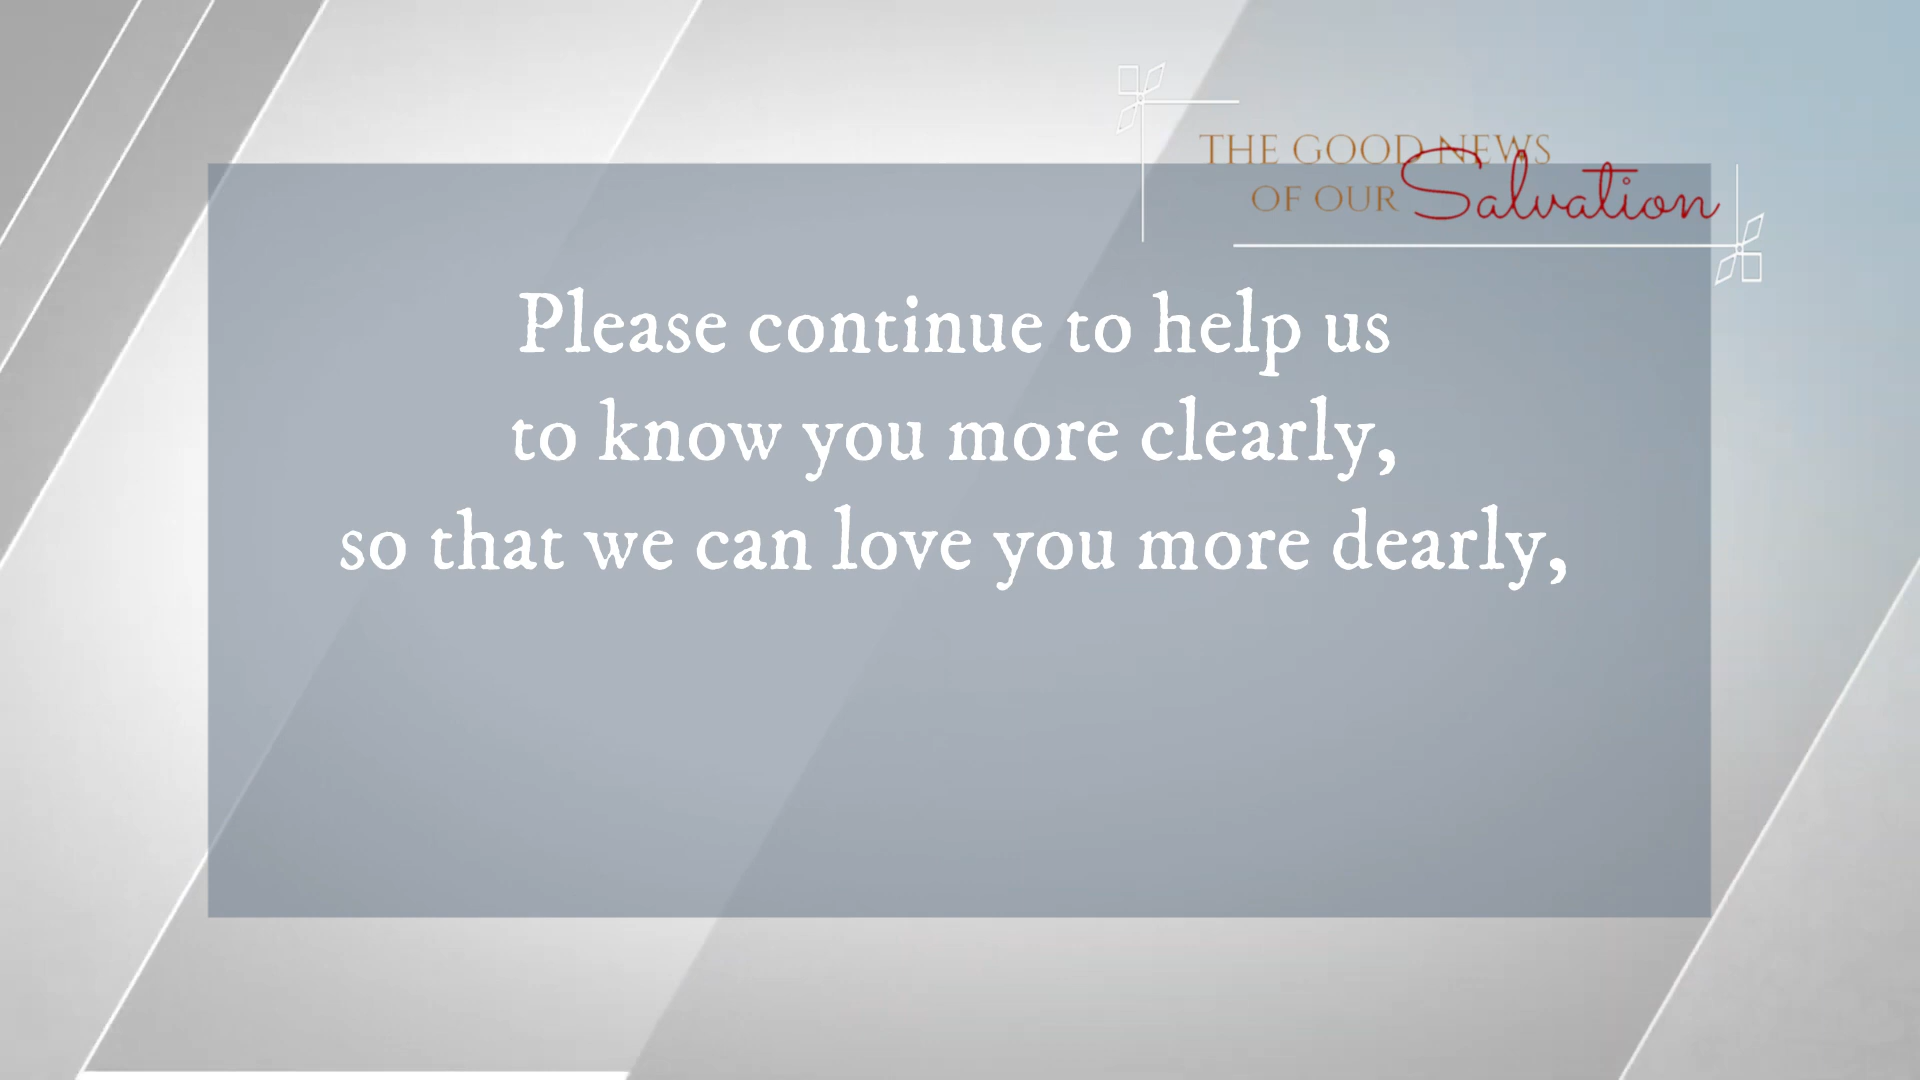 THE GOOD NEWS
OF OUR Salvation
Please continue to help us
to know you more clearly,
so that we can love you more dearly,